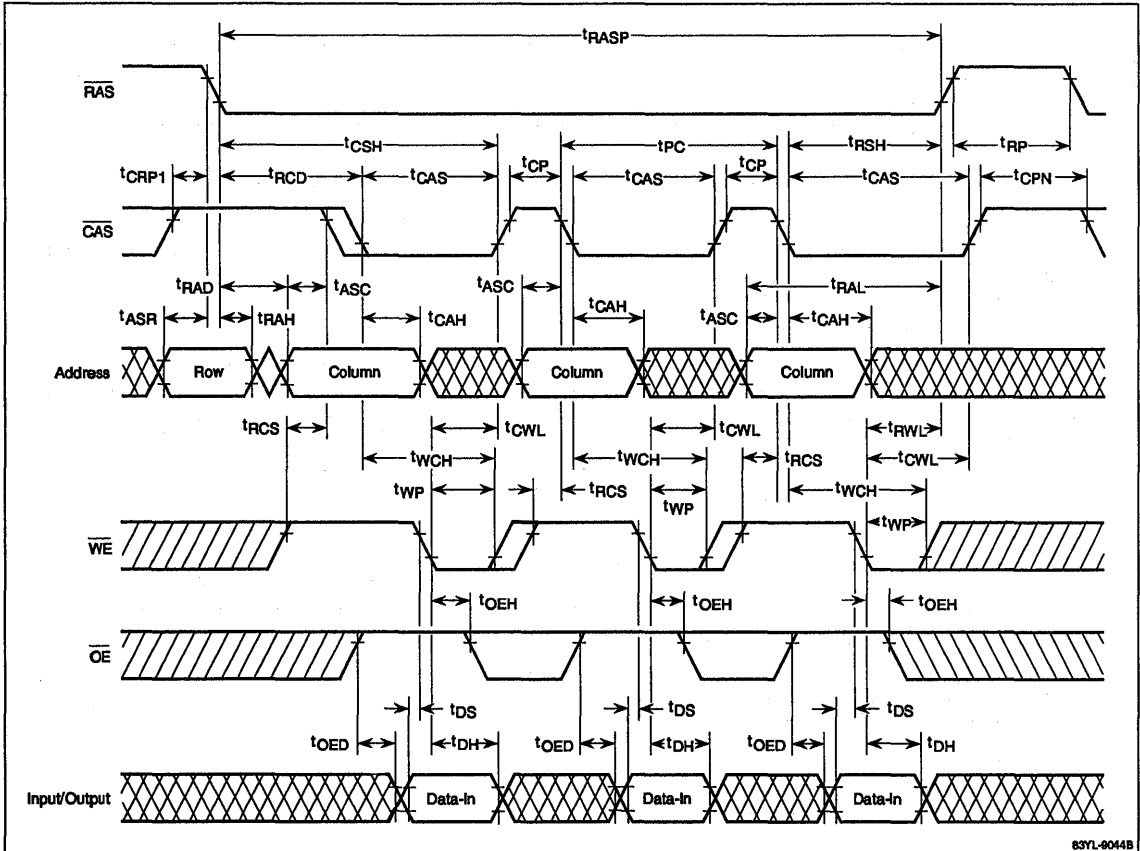 tRASP
RAS
tCSH tPC tRSH tRP
tCRP1 tRCD tCAS tCP tCAS tCP tCAS tCPN
CAS
tRAD tASC tASC tRAL
tASR tRAH tCAH tCAH tASC tCAH
Address Row Column Column Column
tRCS tCWL tCWL tRWL
tWCH tWCH tRCS tCWL
tWP tRCS tWP tWCH
tWP
WE
tOEH tOEH tOEH
OE
tDS tDS tDS
tOED tDH tOED tDH tOED tDH
Input/Output Data-In Data-In Data-In
83YL-9044B